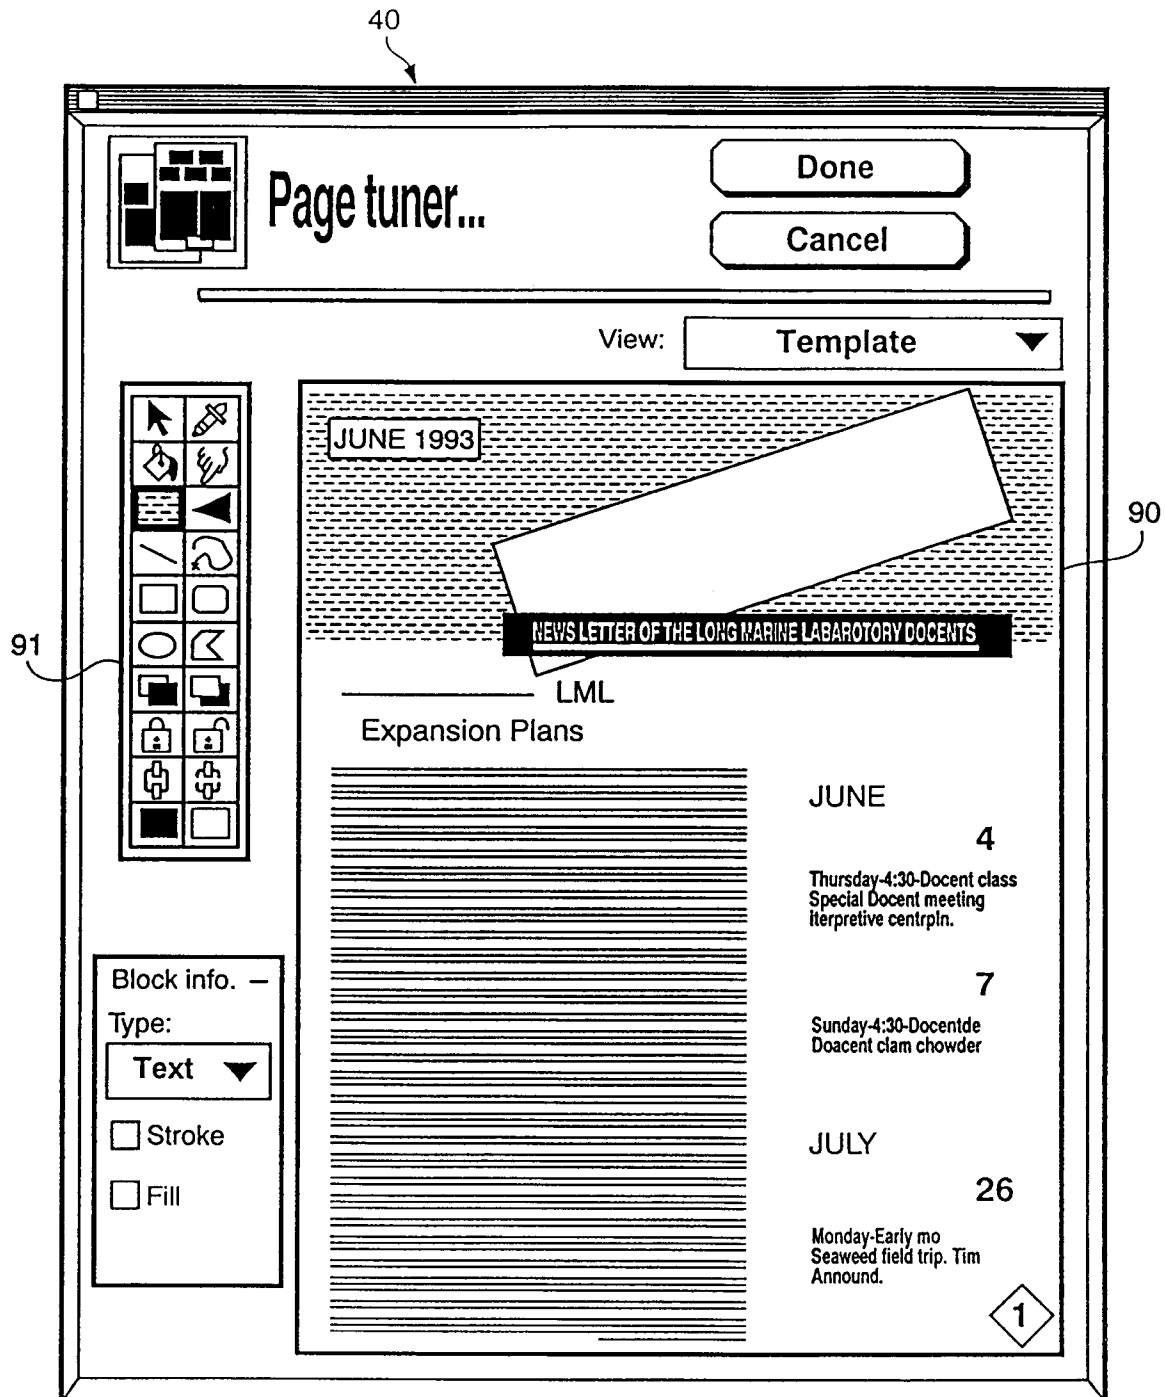 40
Page tuner...
Done
Cancel
View:
Template
JUNE 1993
90
NEWS LETTER OF THE LONG MARINE LABAROTORY DOCENTS
91
LML
Expansion Plans
JUNE
4
Thursday-4:30-Docent class
Special Docent meeting
Iterpretive centrpln.
7
Sunday-4:30-Docentde
Doacent clam chowder
Block info. –
Type:
Text
Stroke
Fill
JULY
26
Monday-Early mo
Seaweed field trip. Tim
Annound.
1